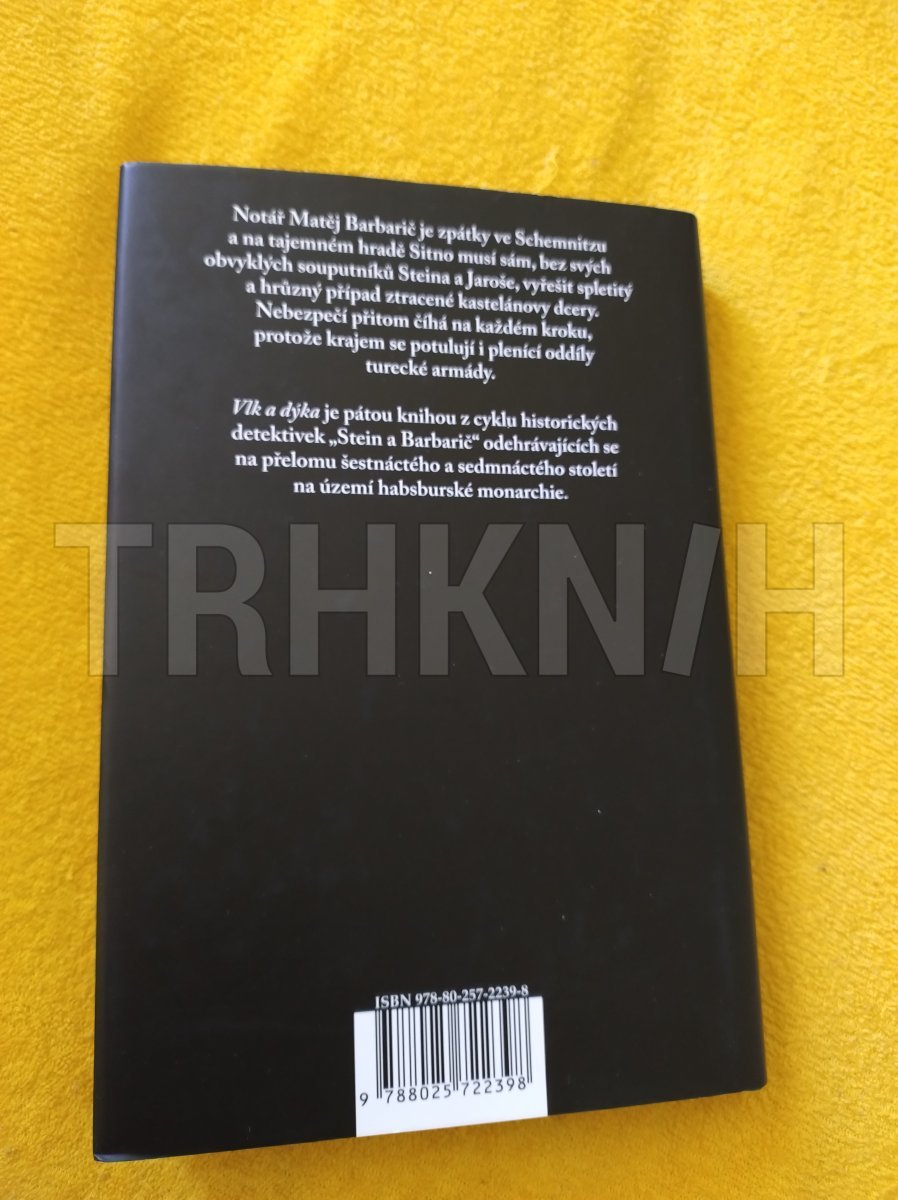 Notář Matěj Barbarič je zpátky ve Schemnitzu
a na tajemném hradě Sitno musí sám, bez svých
obvyklých souputníků Steina a Jaroše, vyřešit spletitý
a hrůzný případ ztracené kastelánovy dcery.
Nebezpečí přitom číhá na každém kroku,
protože krajem se potulují i plenící oddíly
turecké armády.
Vlk a dýka je pátou knihou z cyklu historických
detektivek „Stein a Barbarič“ odehrávajících se
na přelomu šestnáctého a sedmnáctého století
na území habsburské monarchie.
TRHKNIH
ISBN 978-80-257-2239-8
9 788025 722398